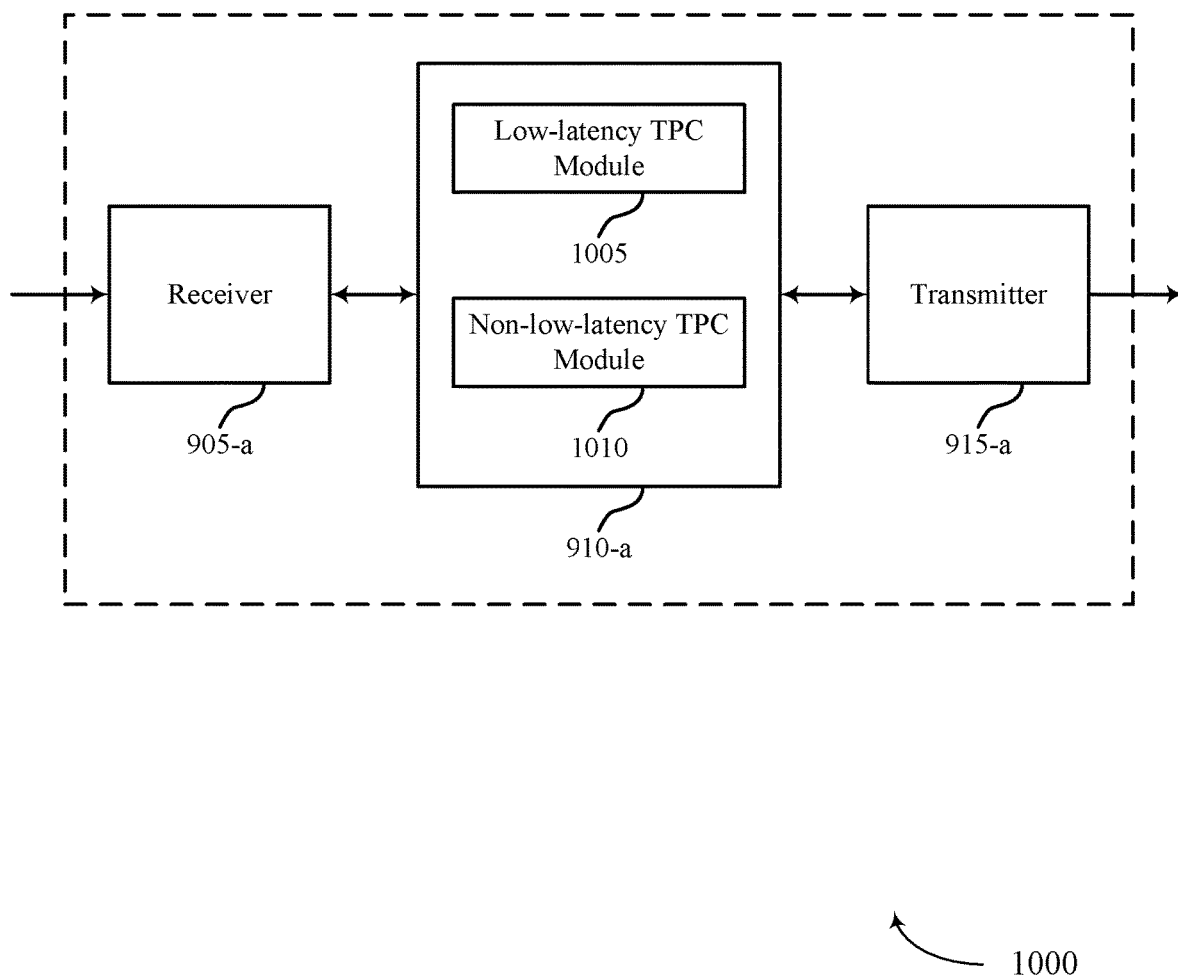 Low-latency TPC
Module
1005
Receiver
Transmitter
Non-low-latency TPC
Module
905-a
1010
915-a
910-a
1000